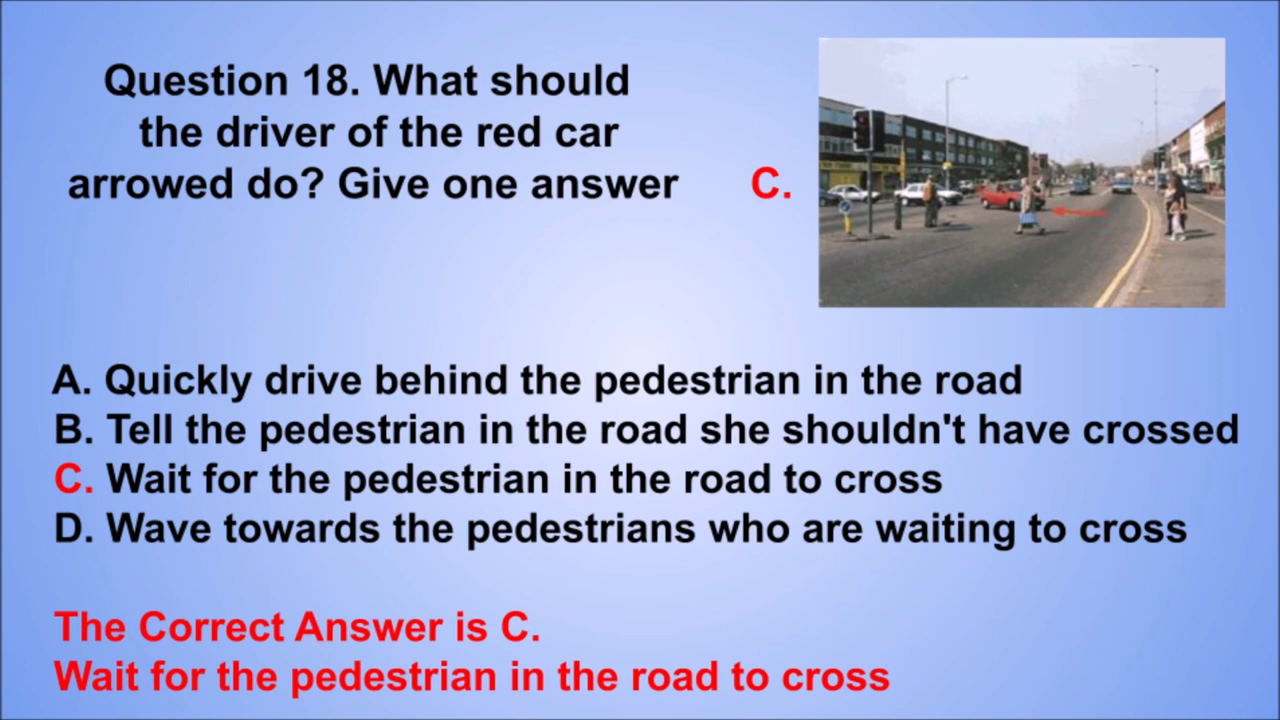 Question 18. What should
the driver of the red car
arrowed do? Give one answer
C.
A. Quickly drive behind the pedestrian in the road
B. Tell the pedestrian in the road she shouldn't have crossed
C. Wait for the pedestrian in the road to cross
D. Wave towards the pedestrians who are waiting to cross
The Correct Answer is C.
Wait for the pedestrian in the road to cross